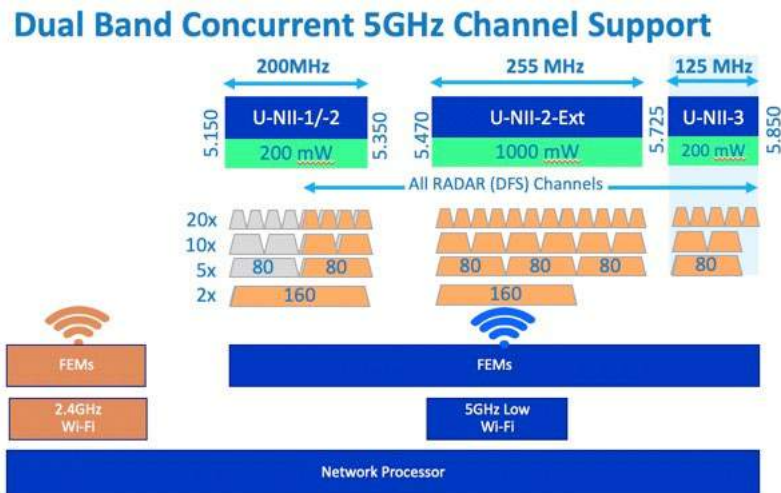 Dual Band Concurrent 5GHz Channel Support
200MHz 255 MHz 125 MHz
5.150 U-NII-1/-2 5.350 5.470 U-NII-2-Ext 5.725 U-NII-3 5.850
200 mW 1000 mW 200 mW
All RADAR (DFS) Channels
20x
10x
5x 80 80 80 80 80 80
2x 160 160
FEMs FEMs
2.4GHz 5GHz Low
Wi-Fi Wi-Fi
Network Processor